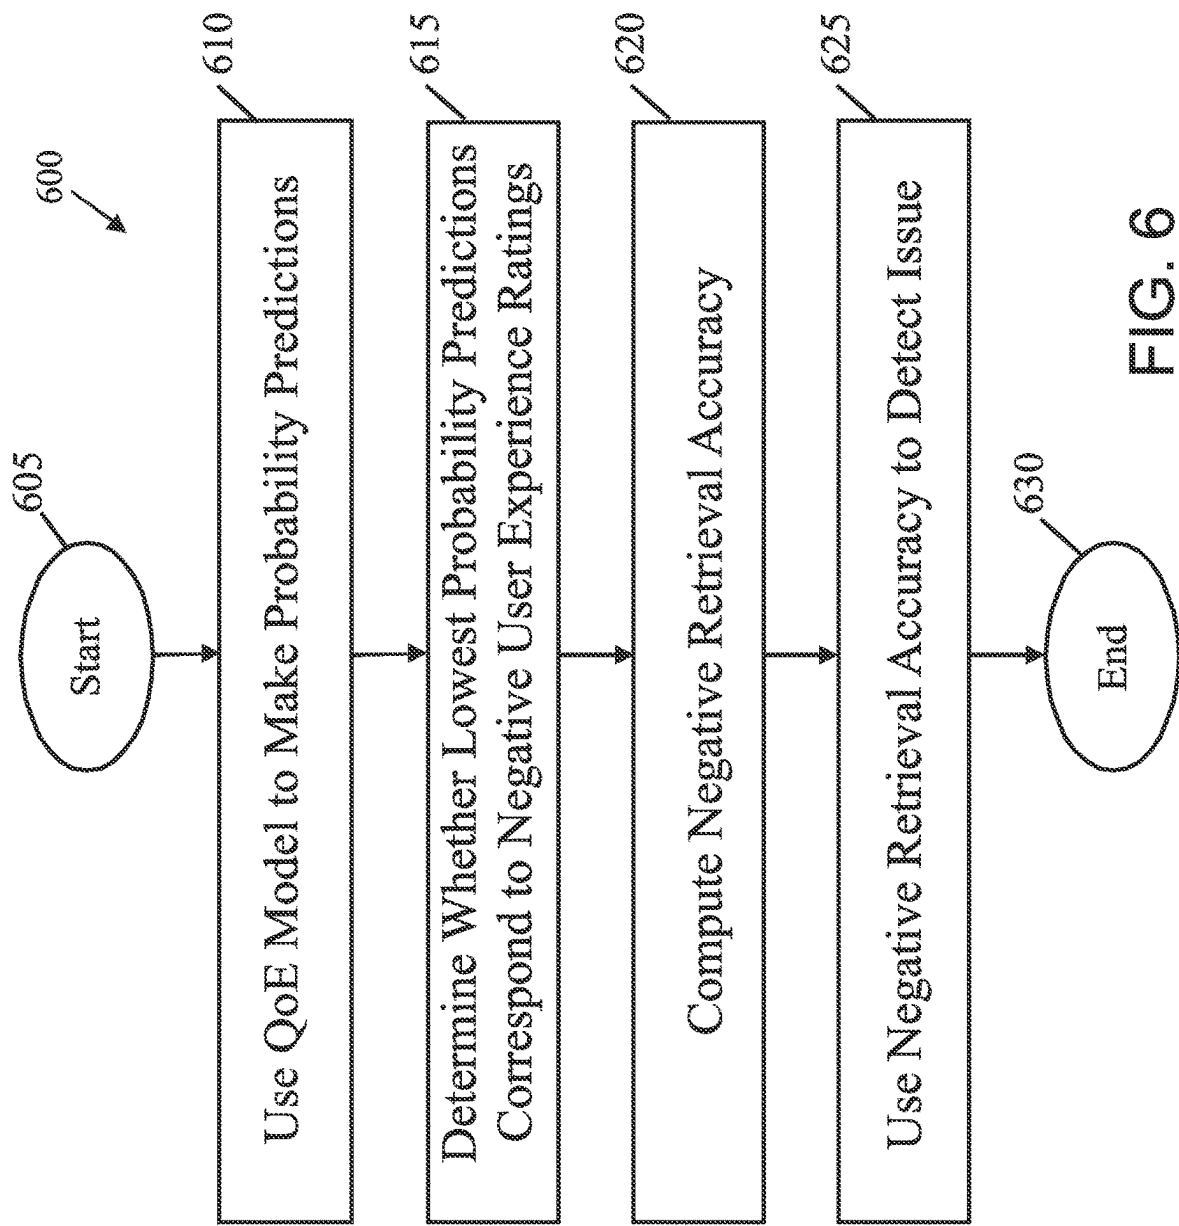 600
605
Start
610
Use QoE Model to Make Probability Predictions
615
Determine Whether Lowest Probability Predictions
Correspond to Negative User Experience Ratings
620
Compute Negative Retrieval Accuracy
625
Use Negative Retrieval Accuracy to Detect Issue
630
End
FIG. 6